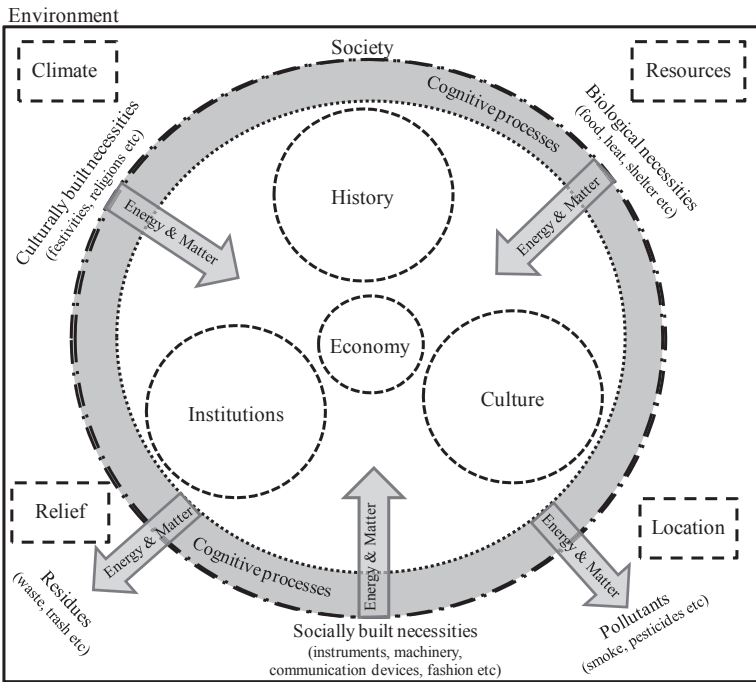 Environment
Society
Climate
Resources
Cognitive processes
Culturally built necessities
(festivities, religions etc)
Biological necessities
(food, heat, shelter etc)
Energy & Matter
Energy & Matter
History
Economy
Institutions
Culture
Relief
Location
Energy & Matter
Energy & Matter
Energy & Matter
Cognitive processes
Residues
(waste, trash etc)
Socially built necessities
(instruments, machinery,
communication devices, fashion etc)
Pollutants
(smoke, pesticides etc)